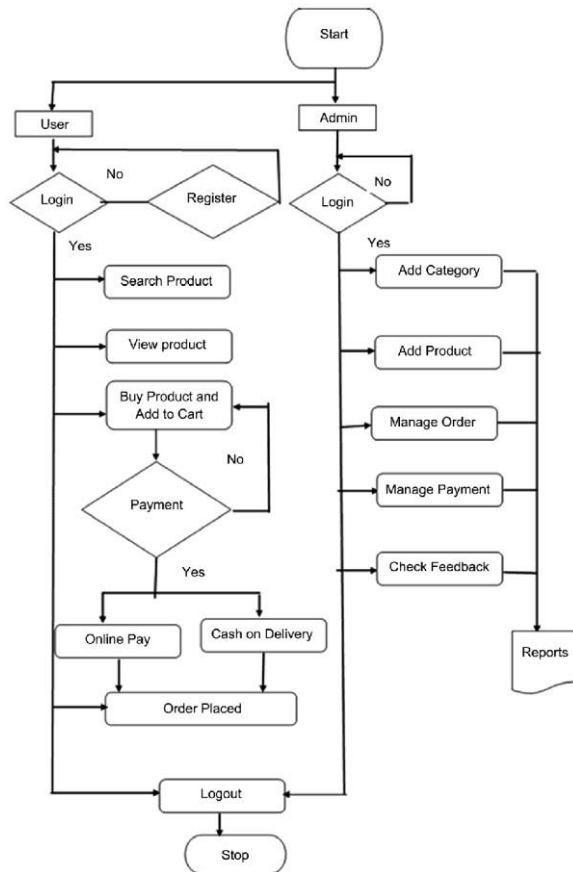 Start
User
Admin
Login
No
Register
Login
No
Yes
Yes
Search Product
Add Category
View product
Add Product
Buy Product and
Add to Cart
Manage Order
No
Payment
Manage Payment
Yes
Check Feedback
Online Pay
Cash on Delivery
Reports
Order Placed
Logout
Stop